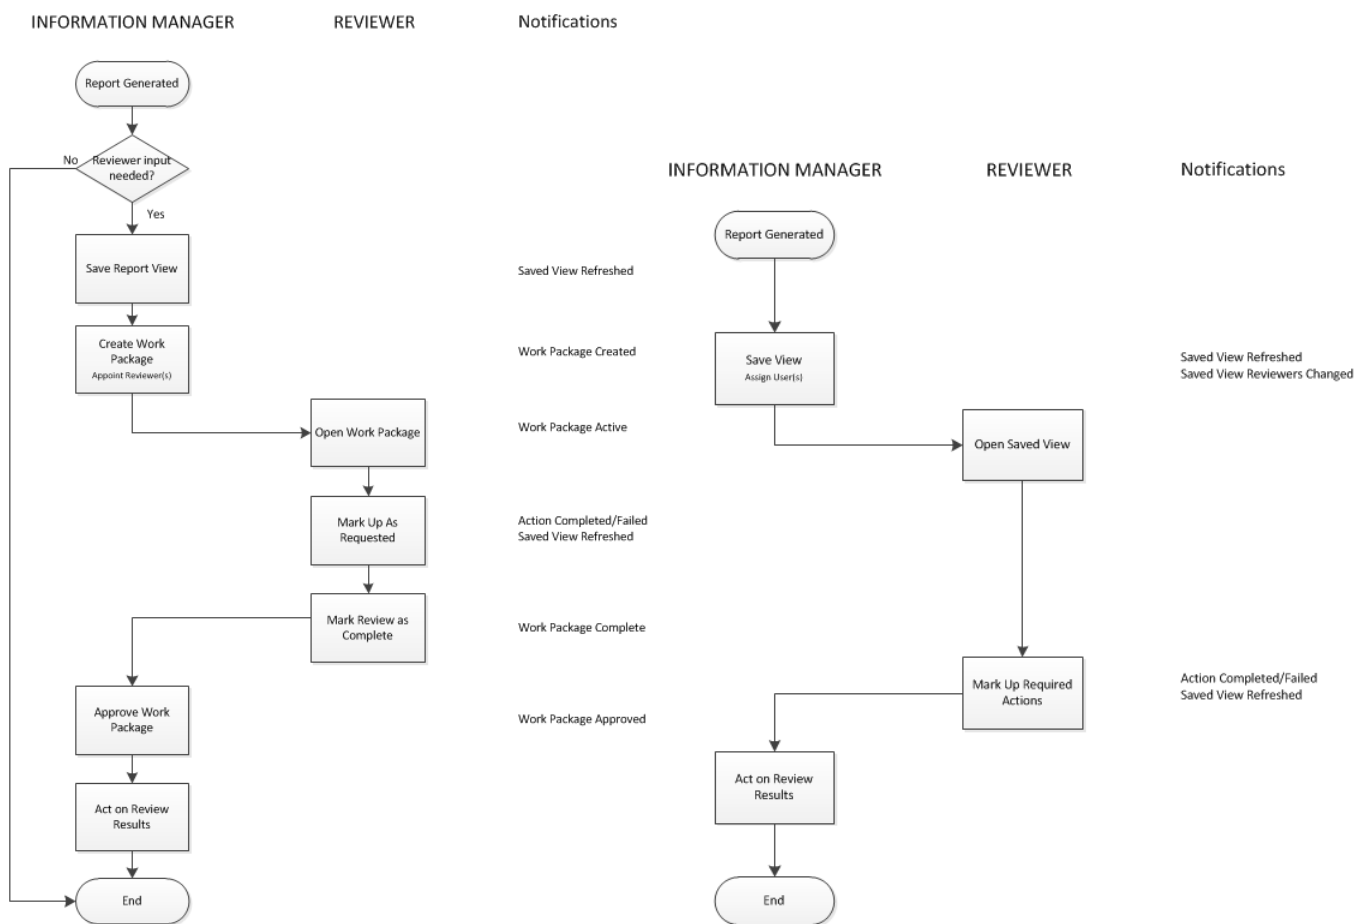 INFORMATION MANAGER
REVIEWER
Notifications
Report Generated
No
Reviewer input
needed?
Yes
Save Report View
Saved View Refreshed
Create Work
Package
Appoint Reviewer(s)
Work Package Created
Open Work Package
Work Package Active
Mark Up As
Requested
Action Completed/Failed
Saved View Refreshed
Mark Review as
Complete
Work Package Complete
Approve Work
Package
Work Package Approved
Act on Review
Results
End
INFORMATION MANAGER
REVIEWER
Notifications
Report Generated
Save View
Assign User(s)
Saved View Refreshed
Saved View Reviewers Changed
Open Saved View
Mark Up Required
Actions
Action Completed/Failed
Saved View Refreshed
Act on Review
Results
End